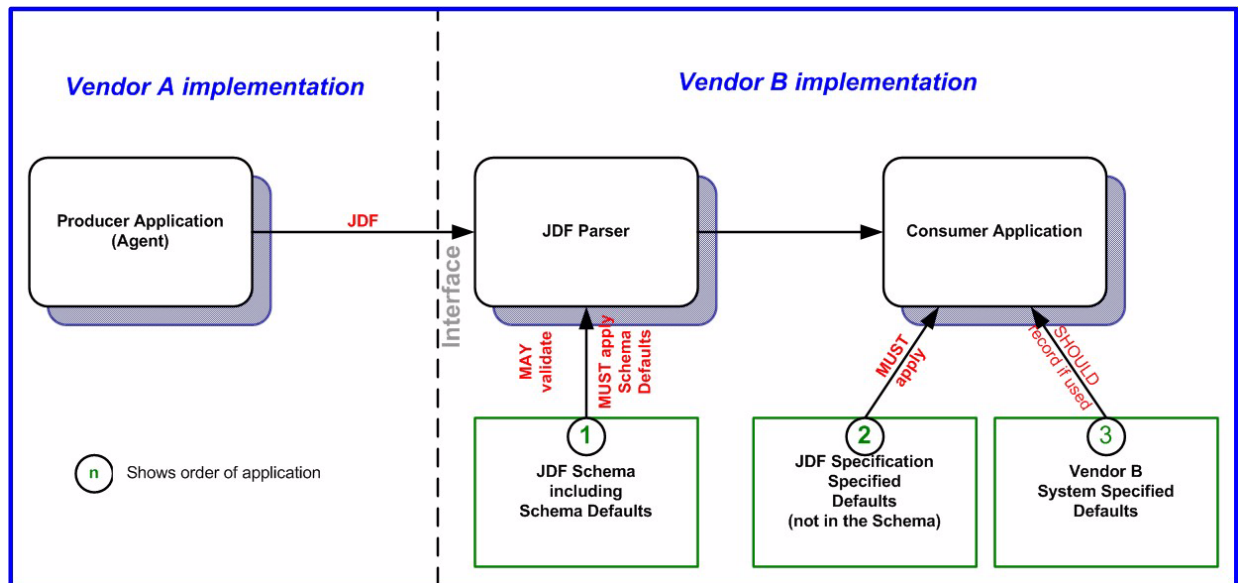 Vendor A implementation
Vendor B implementation
Producer Application
(Agent)
JDF
Interface
JDF Parser
Consumer Application
MAY
validate
MUST apply
Schema
Defaults
MUST
apply
SHOULD
record if used
n
Shows order of application
1
JDF Schema
including
Schema Defaults
2
JDF Specification
Specified
Defaults
(not in the Schema)
3
Vendor B
System Specified
Defaults